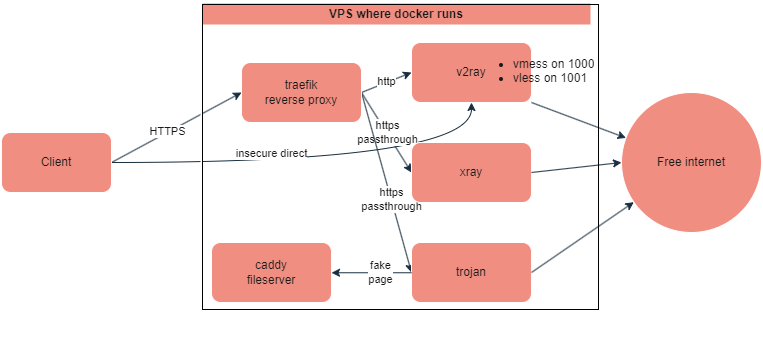 VPS where docker runs
traefik
reverse proxy
http
v2ray
vmess on 1000
vless on 1001
HTTPS
https
passthrough
Client
insecure direct
xray
Free internet
https
passthrough
caddy
fileserver
fake
page
trojan